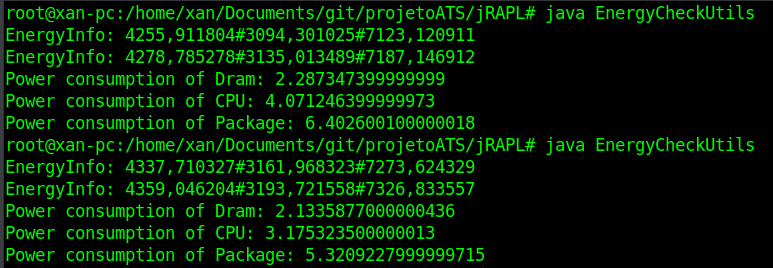 root@xan-pc:/home/xan/Documents/git/projetoATS/jRAPL# java EnergyCheckUtils
EnergyInfo: 4255,911804#3094,301025#7123,120911
EnergyInfo: 4278,785278#3135,013489#7187,146912
Power consumption of Dram: 2.287347399999999
Power consumption of CPU: 4.071246399999973
Power consumption of Package: 6.402600100000018
root@xan-pc:/home/xan/Documents/git/projetoATS/jRAPL# java EnergyCheckUtils
EnergyInfo: 4337,710327#3161,968323#7273,624329
EnergyInfo: 4359,046204#3193,721558#7326,833557
Power consumption of Dram: 2.1335877000000436
Power consumption of CPU: 3.175323500000013
Power consumption of Package: 5.3209227999999715